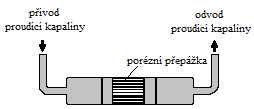 přívod
proudící kapaliny
odvod
proudící kapaliny
porézní přepážka